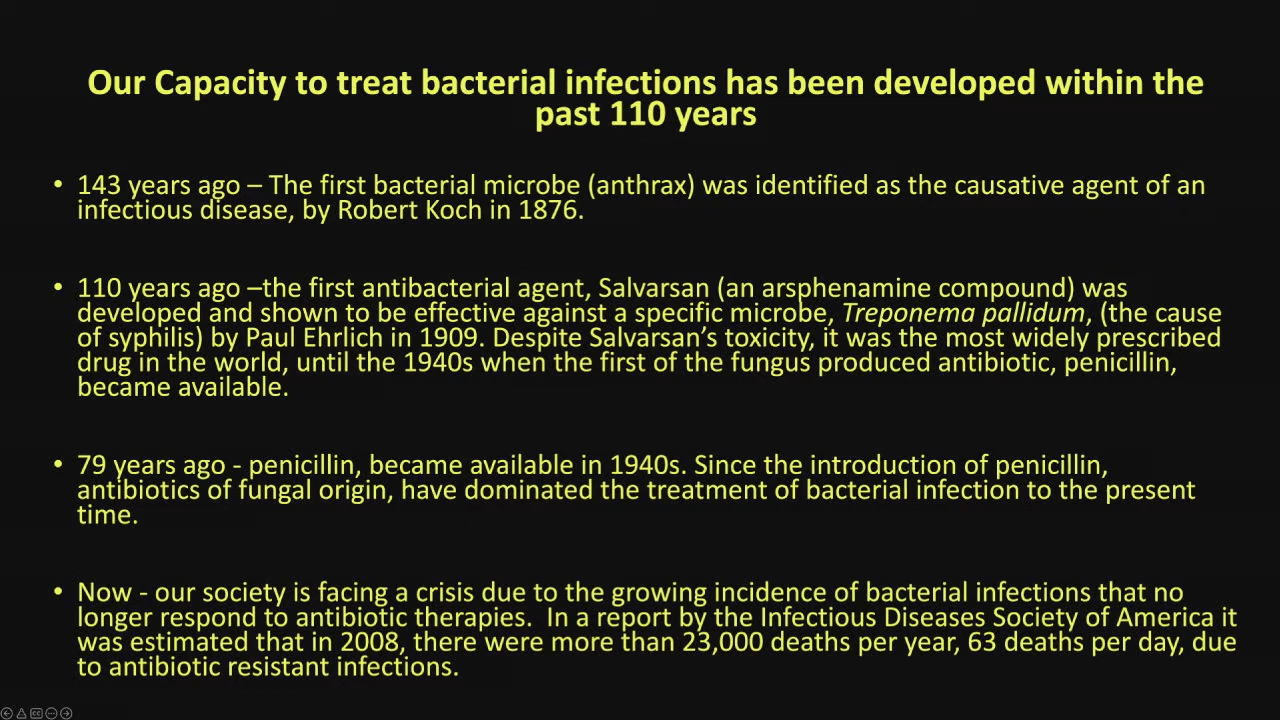 Our Capacity to treat bacterial infections has been developed within the
past 110 years
• 143 years ago – The first bacterial microbe (anthrax) was identified as the causative agent of an
infectious disease, by Robert Koch in 1876.
• 110 years ago –the first antibacterial agent, Salvarsan (an arsphenamine compound) was
developed and shown to be effective against a specific microbe, Treponema pallidum, (the cause
of syphilis) by Paul Ehrlich in 1909. Despite Salvarsan’s toxicity, it was the most widely prescribed
drug in the world, until the 1940s when the first of the fungus produced antibiotic, penicillin,
became available.
• 79 years ago - penicillin, became available in 1940s. Since the introduction of penicillin,
antibiotics of fungal origin, have dominated the treatment of bacterial infection to the present
time.
• Now - our society is facing a crisis due to the growing incidence of bacterial infections that no
longer respond to antibiotic therapies.  In a report by the Infectious Diseases Society of America it
was estimated that in 2008, there were more than 23,000 deaths per year, 63 deaths per day, due
to antibiotic resistant infections.